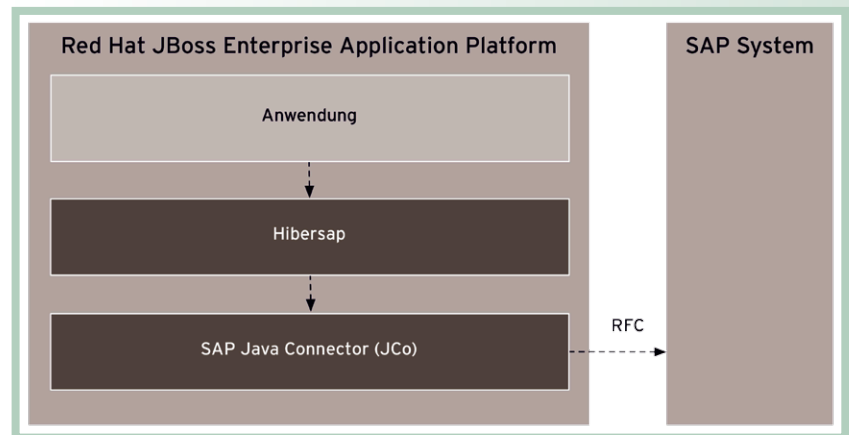 Red Hat JBoss Enterprise Application Platform
SAP System
Anwendung
Hibersap
SAP Java Connector (JCo)
RFC